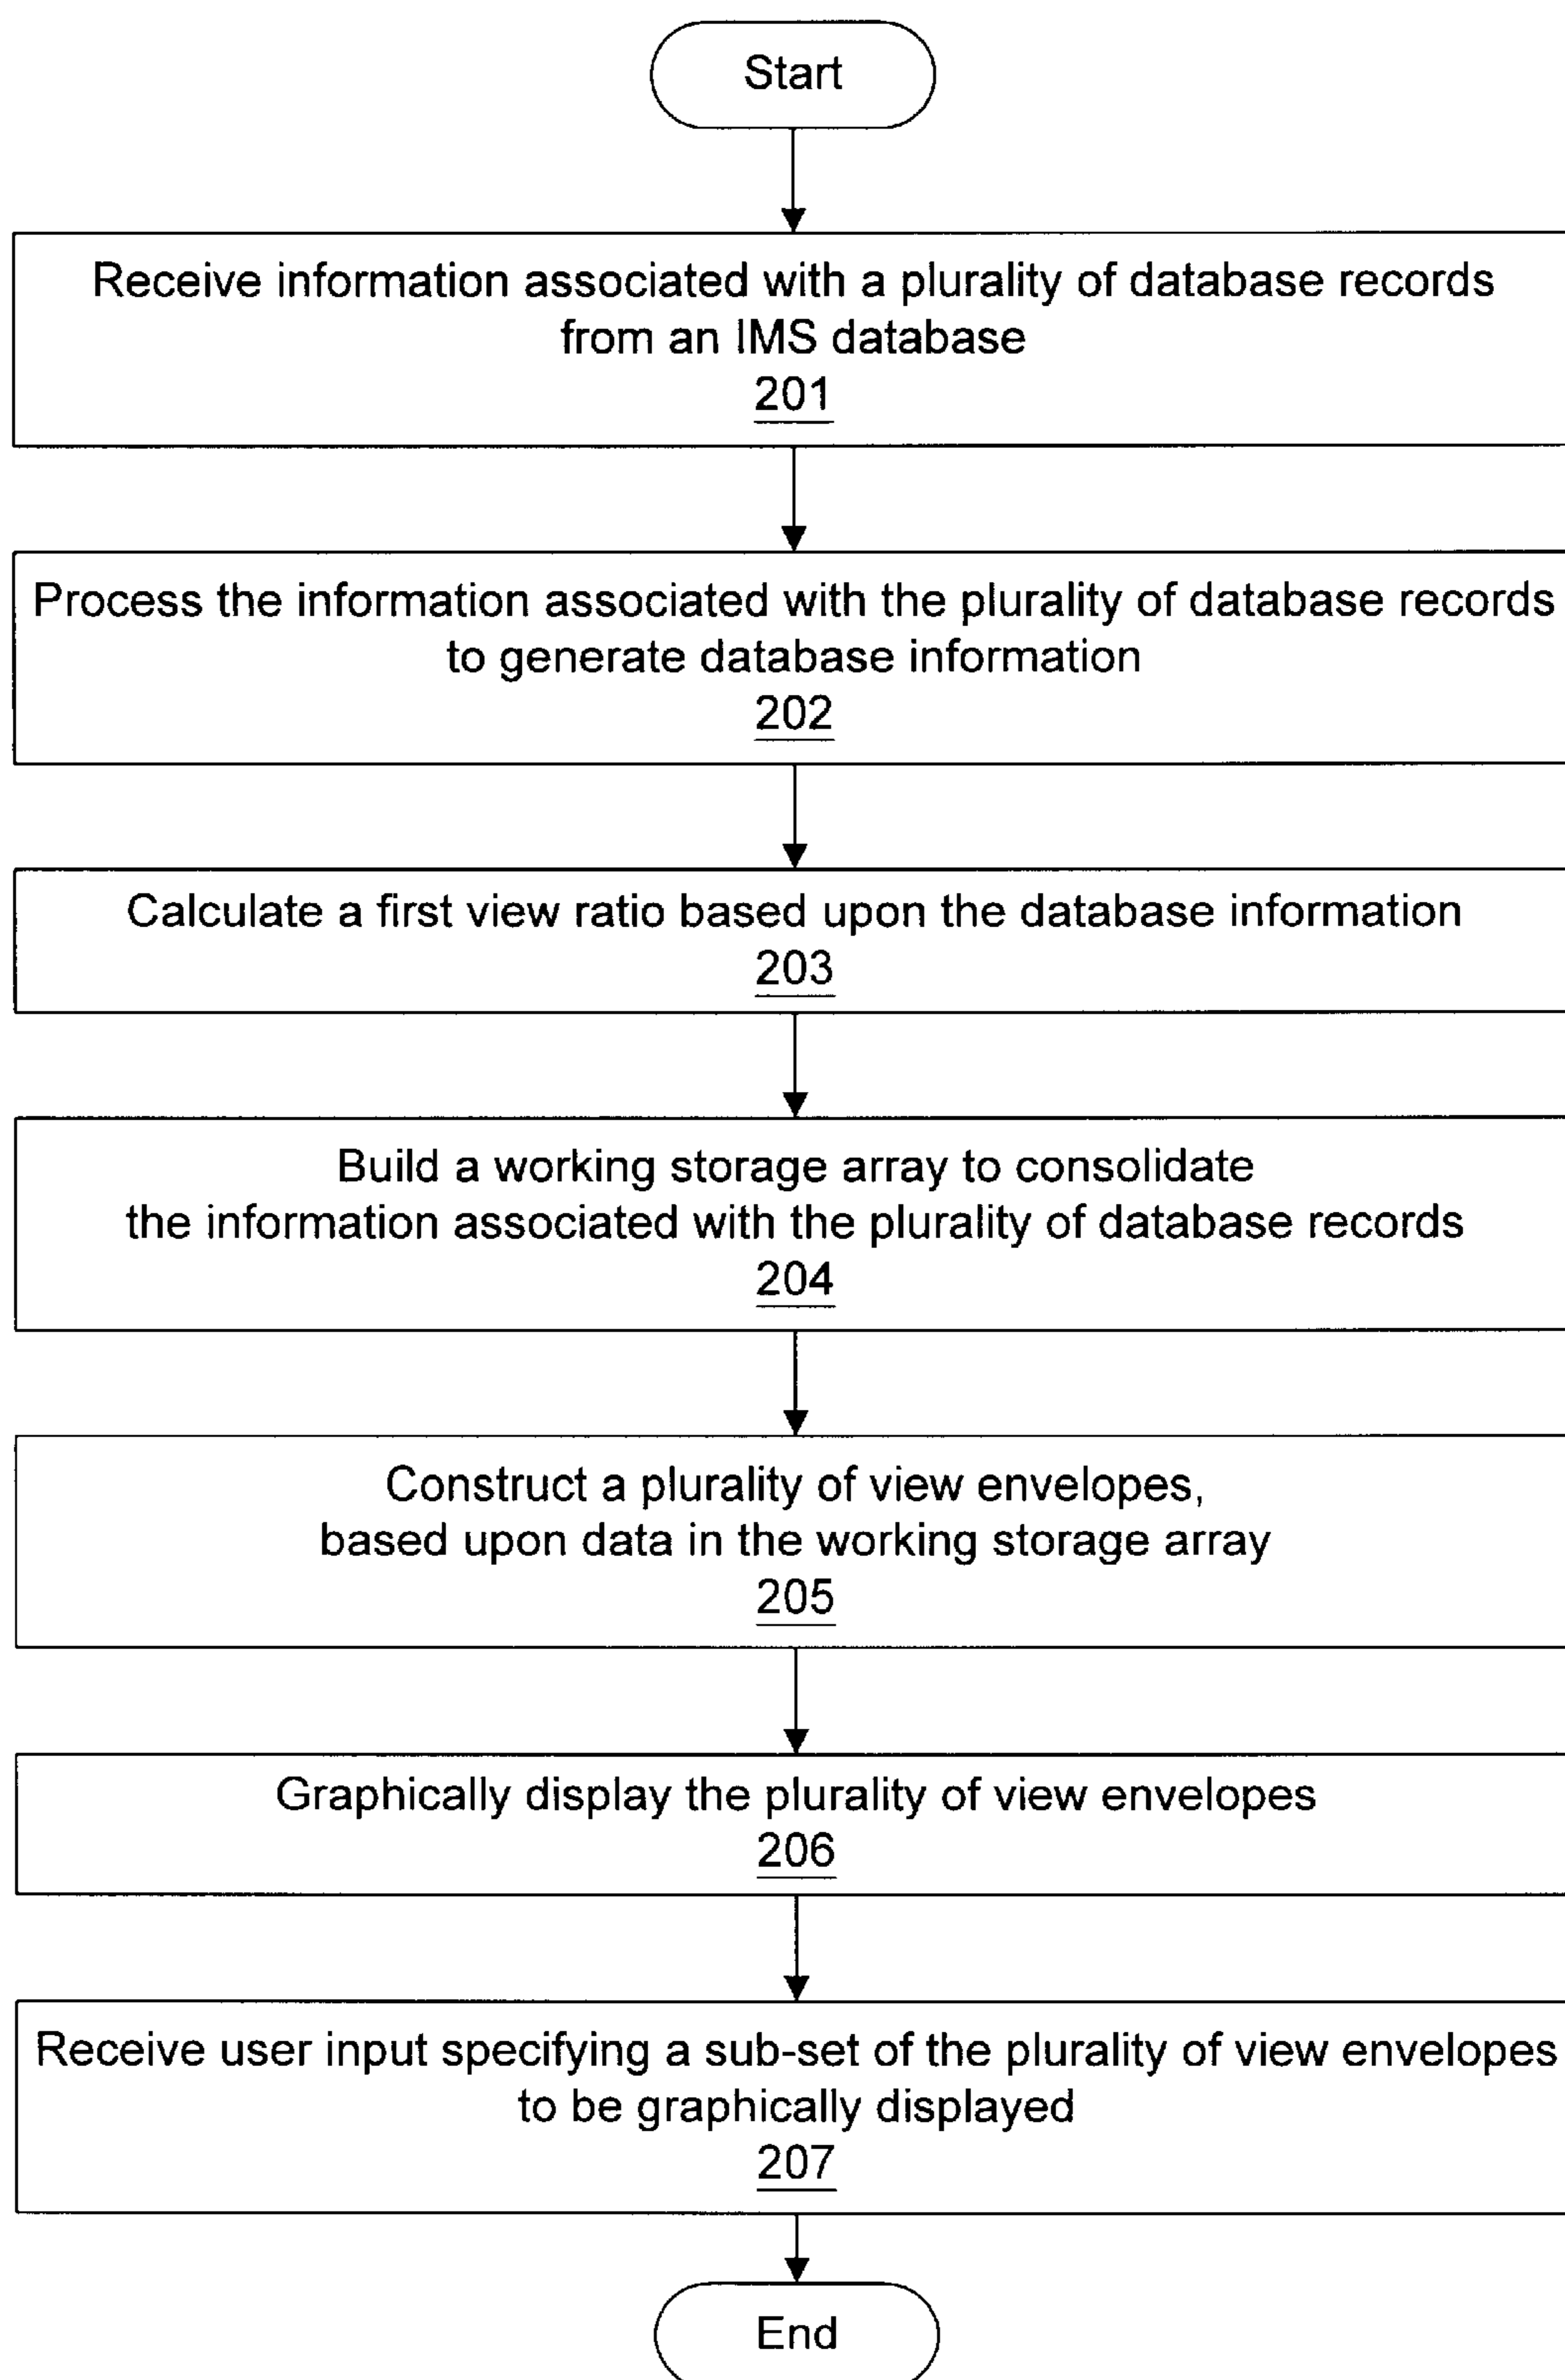 Start
Receive information associated with a plurality of database records
from an IMS database
201
Process the information associated with the plurality of database records
to generate database information
202
Calculate a first view ratio based upon the database information
203
Build a working storage array to consolidate
the information associated with the plurality of database records
204
Construct a plurality of view envelopes,
based upon data in the working storage array
205
Graphically display the plurality of view envelopes
206
Receive user input specifying a sub-set of the plurality of view envelopes
to be graphically displayed
207
End